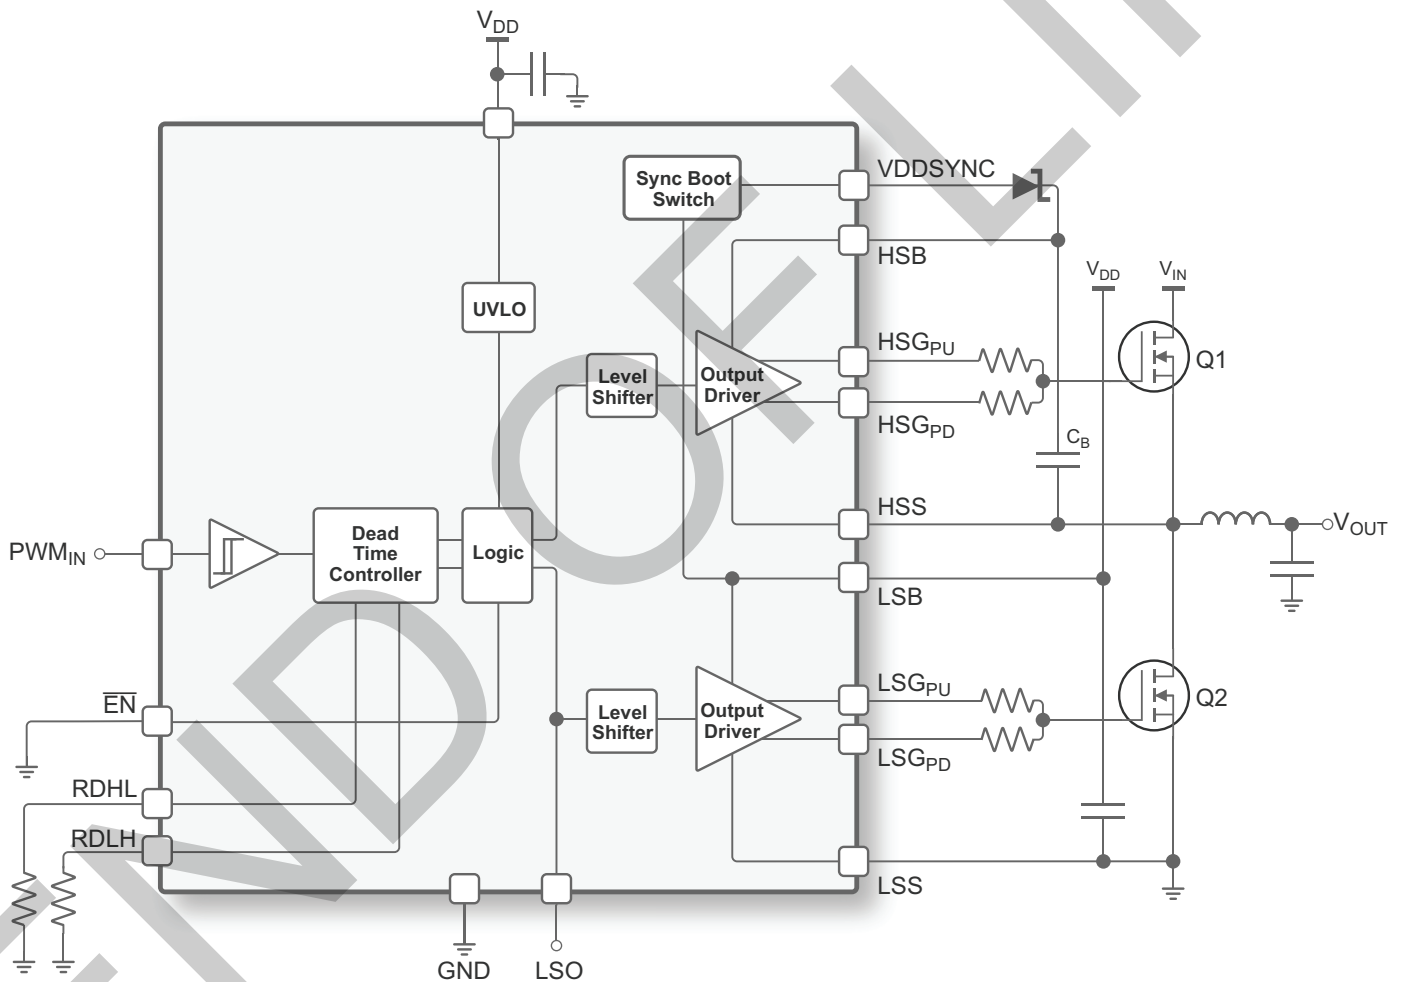 VDD
VDDSYNC
Sync Boot
Switch
HSB
VDD
VIN
UVLO
HSGPU
Q1
Level
Shifter
Output
Driver
HSGPD
CB
HSS
VOUT
PWMIN
Dead
Time
Controller
Logic
LSB
EN
LSGPU
Q2
Level
Shifter
Output
Driver
LSGPD
RDHL
RDLH
LSS
GND
LSO